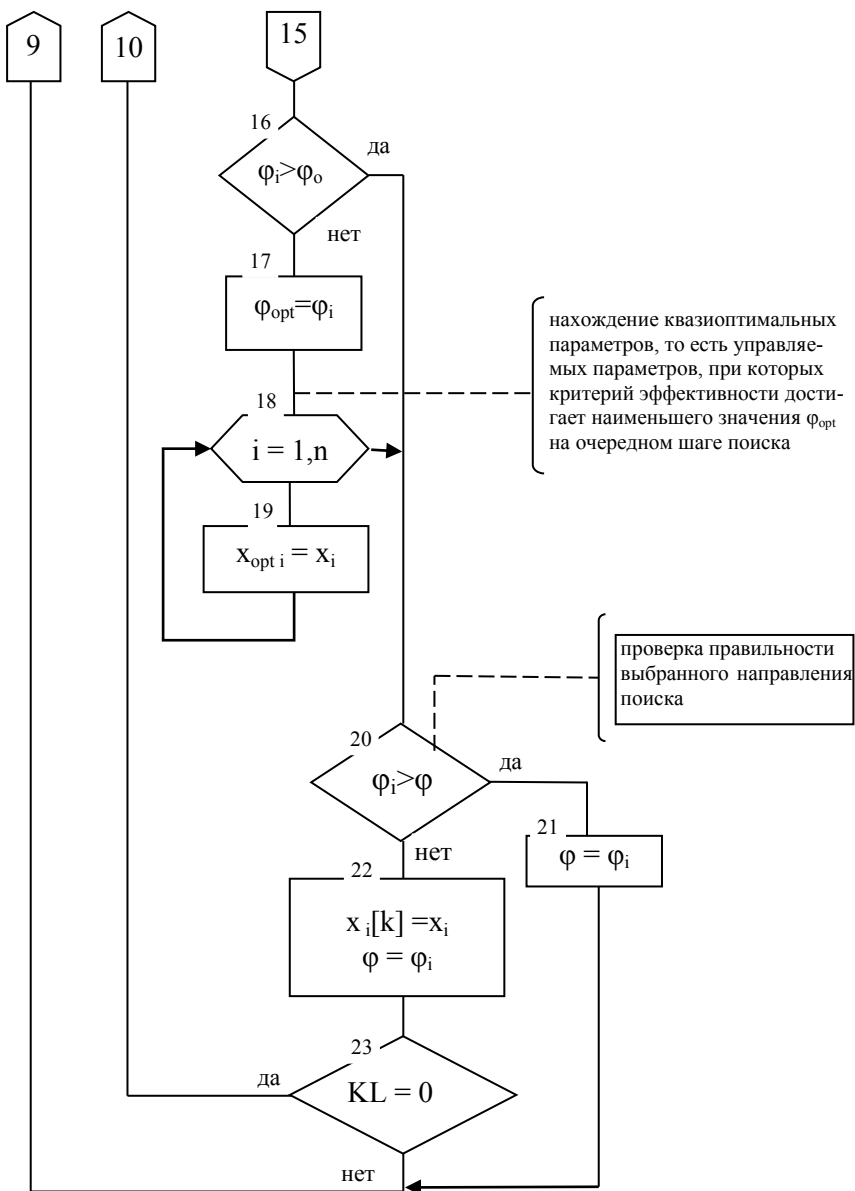 9
10
15
16
φi>φo
да
нет
17
φopt=φi
нахождение квазиоптимальных
параметров, то есть управляе-
мых параметров, при которых
критерий эффективности дости-
гает наименьшего значения φopt
на очередном шаге поиска
18
i = 1,n
19
xopt i = xi
проверка правильности
выбранного направления
поиска
20
φi>φ
да
нет
21
φ = φi
22
x i[k] =xi
φ = φi
23
KL = 0
да
нет